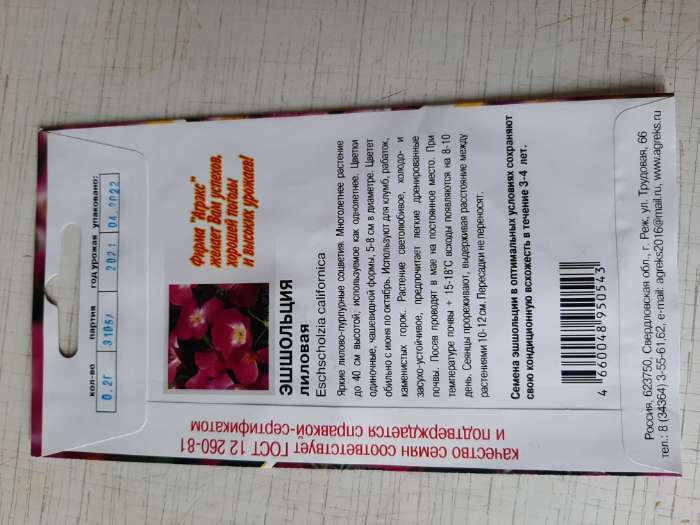 кол-во партия год урожая упаковано:
0.2г 3105/ 2021 04.2022
Фирма "Агрэкс"
желает Вам успехов,
хорошей погоды
и высоких урожаев!
ЭШШОЛЬЦИЯ
лиловая
Eschscholzia californica
Яркие лилово-пурпурные соцветия. Многолетнее растение
до 40 см высотой, используемое как однолетнее. Цветки
одиночные, чашевидной формы, 5-8 см в диаметре. Цветет
обильно с июня по октябрь. Используют для клумб, рабаток,
каменистых горок. Растение светолюбивое, холодо- и
засухо-устойчивое, предпочитает легкие дренированные
почвы. Посев проводят в мае на постоянное место. При
температуре почвы + 15-18°С всходы появляются на 8-10
день. Сеянцы прореживают, выдерживая расстояние между
растениями 10-12см. Пересадки не переносят.
Семена эшшольции в оптимальных условиях сохраняют
свою кондиционную всхожесть в течение 3-4 лет.
4 660048 950543
Россия, 623750, Свердловская обл., г. Реж, ул. Трудовая, 66
тел.: 8 (34364) 3-55-61,62, e-mail: agreks2016@mail.ru, www.agreks.ru
качество семян соответствует ГОСТ 12 260-81
и подтверждается справкой-сертификатом